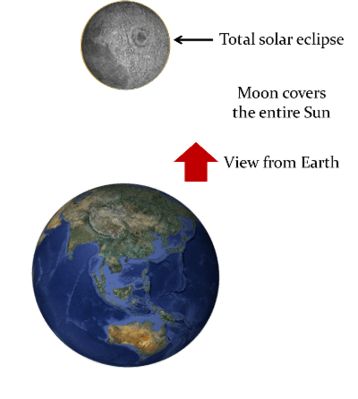 Total solar eclipse
Moon covers
the entire Sun
View from Earth